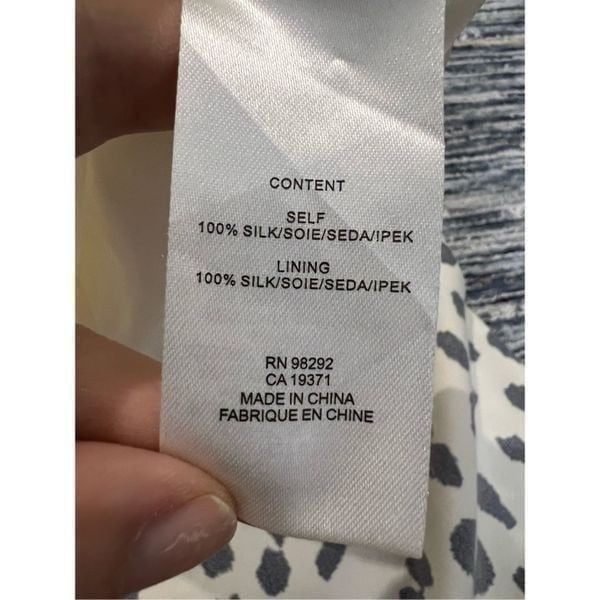 CONTENT
SELF
100% SILK/SOIE/SEDA/IPEK
LINING
100% SILK/SOIE/SEDA/IPEK
RN 98292
CA 19371
MADE IN CHINA
FABRIQUE EN CHINE